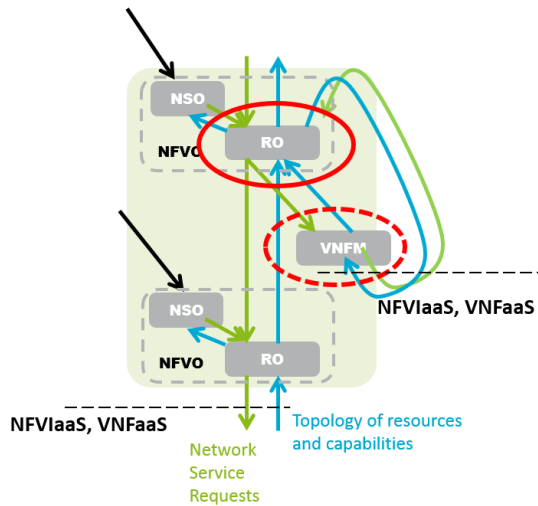 NSO
RO
NFVO
VNFM
NFVIaaS, VNFaaS
NSO
NFVO
RO
NFVIaaS, VNFaaS
Network
Service
Requests
Topology of resources
and capabilities